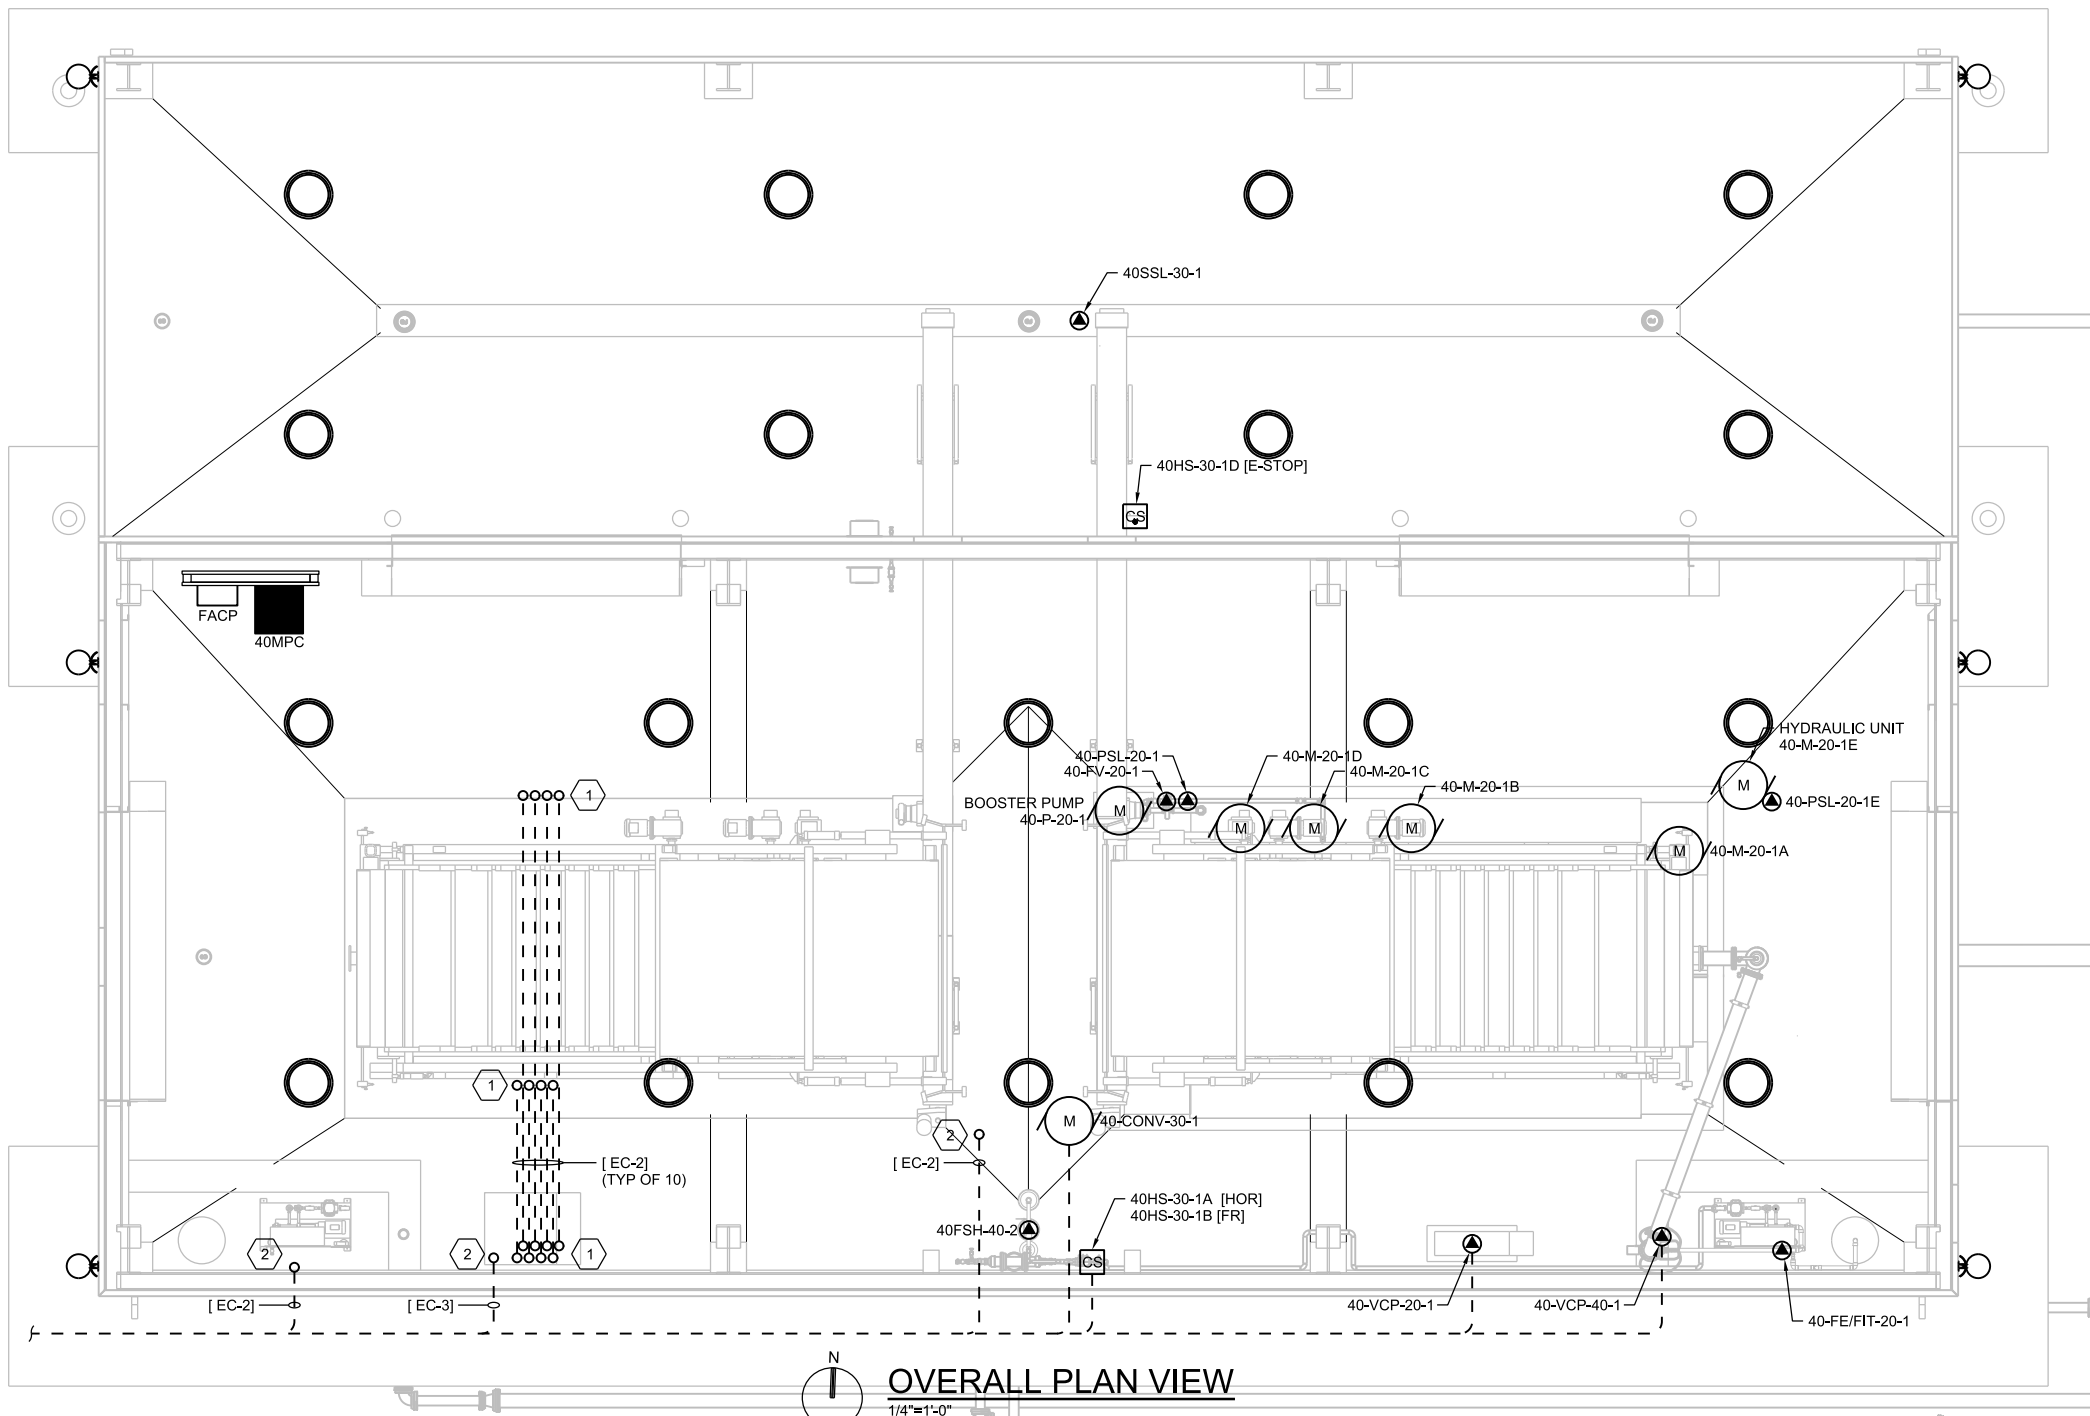 40SSL-30-1
40HS-30-1D [E-STOP]
CS
FACP
40MPC
HYDRAULIC UNIT
40-M-20-1E
40-PSL-20-1
40-M-20-1D
40-FV-20-1
40-M-20-1C
40-M-20-1B
M
1
BOOSTER PUMP
40-P-20-1
M
40-PSL-20-1E
M
M
M
M
40-M-20-1A
1
M
40-CONV-30-1
2
[ EC-2]
(TYP OF 10)
[ EC-2]
40HS-30-1A [HOR]
40HS-30-1B [FR]
40FSH-40-2
2
2
1
CS
[ EC-2]
[ EC-3]
40-VCP-20-1
40-VCP-40-1
40-FE/FIT-20-1
N
OVERALL PLAN VIEW
1/4"=1'-0"